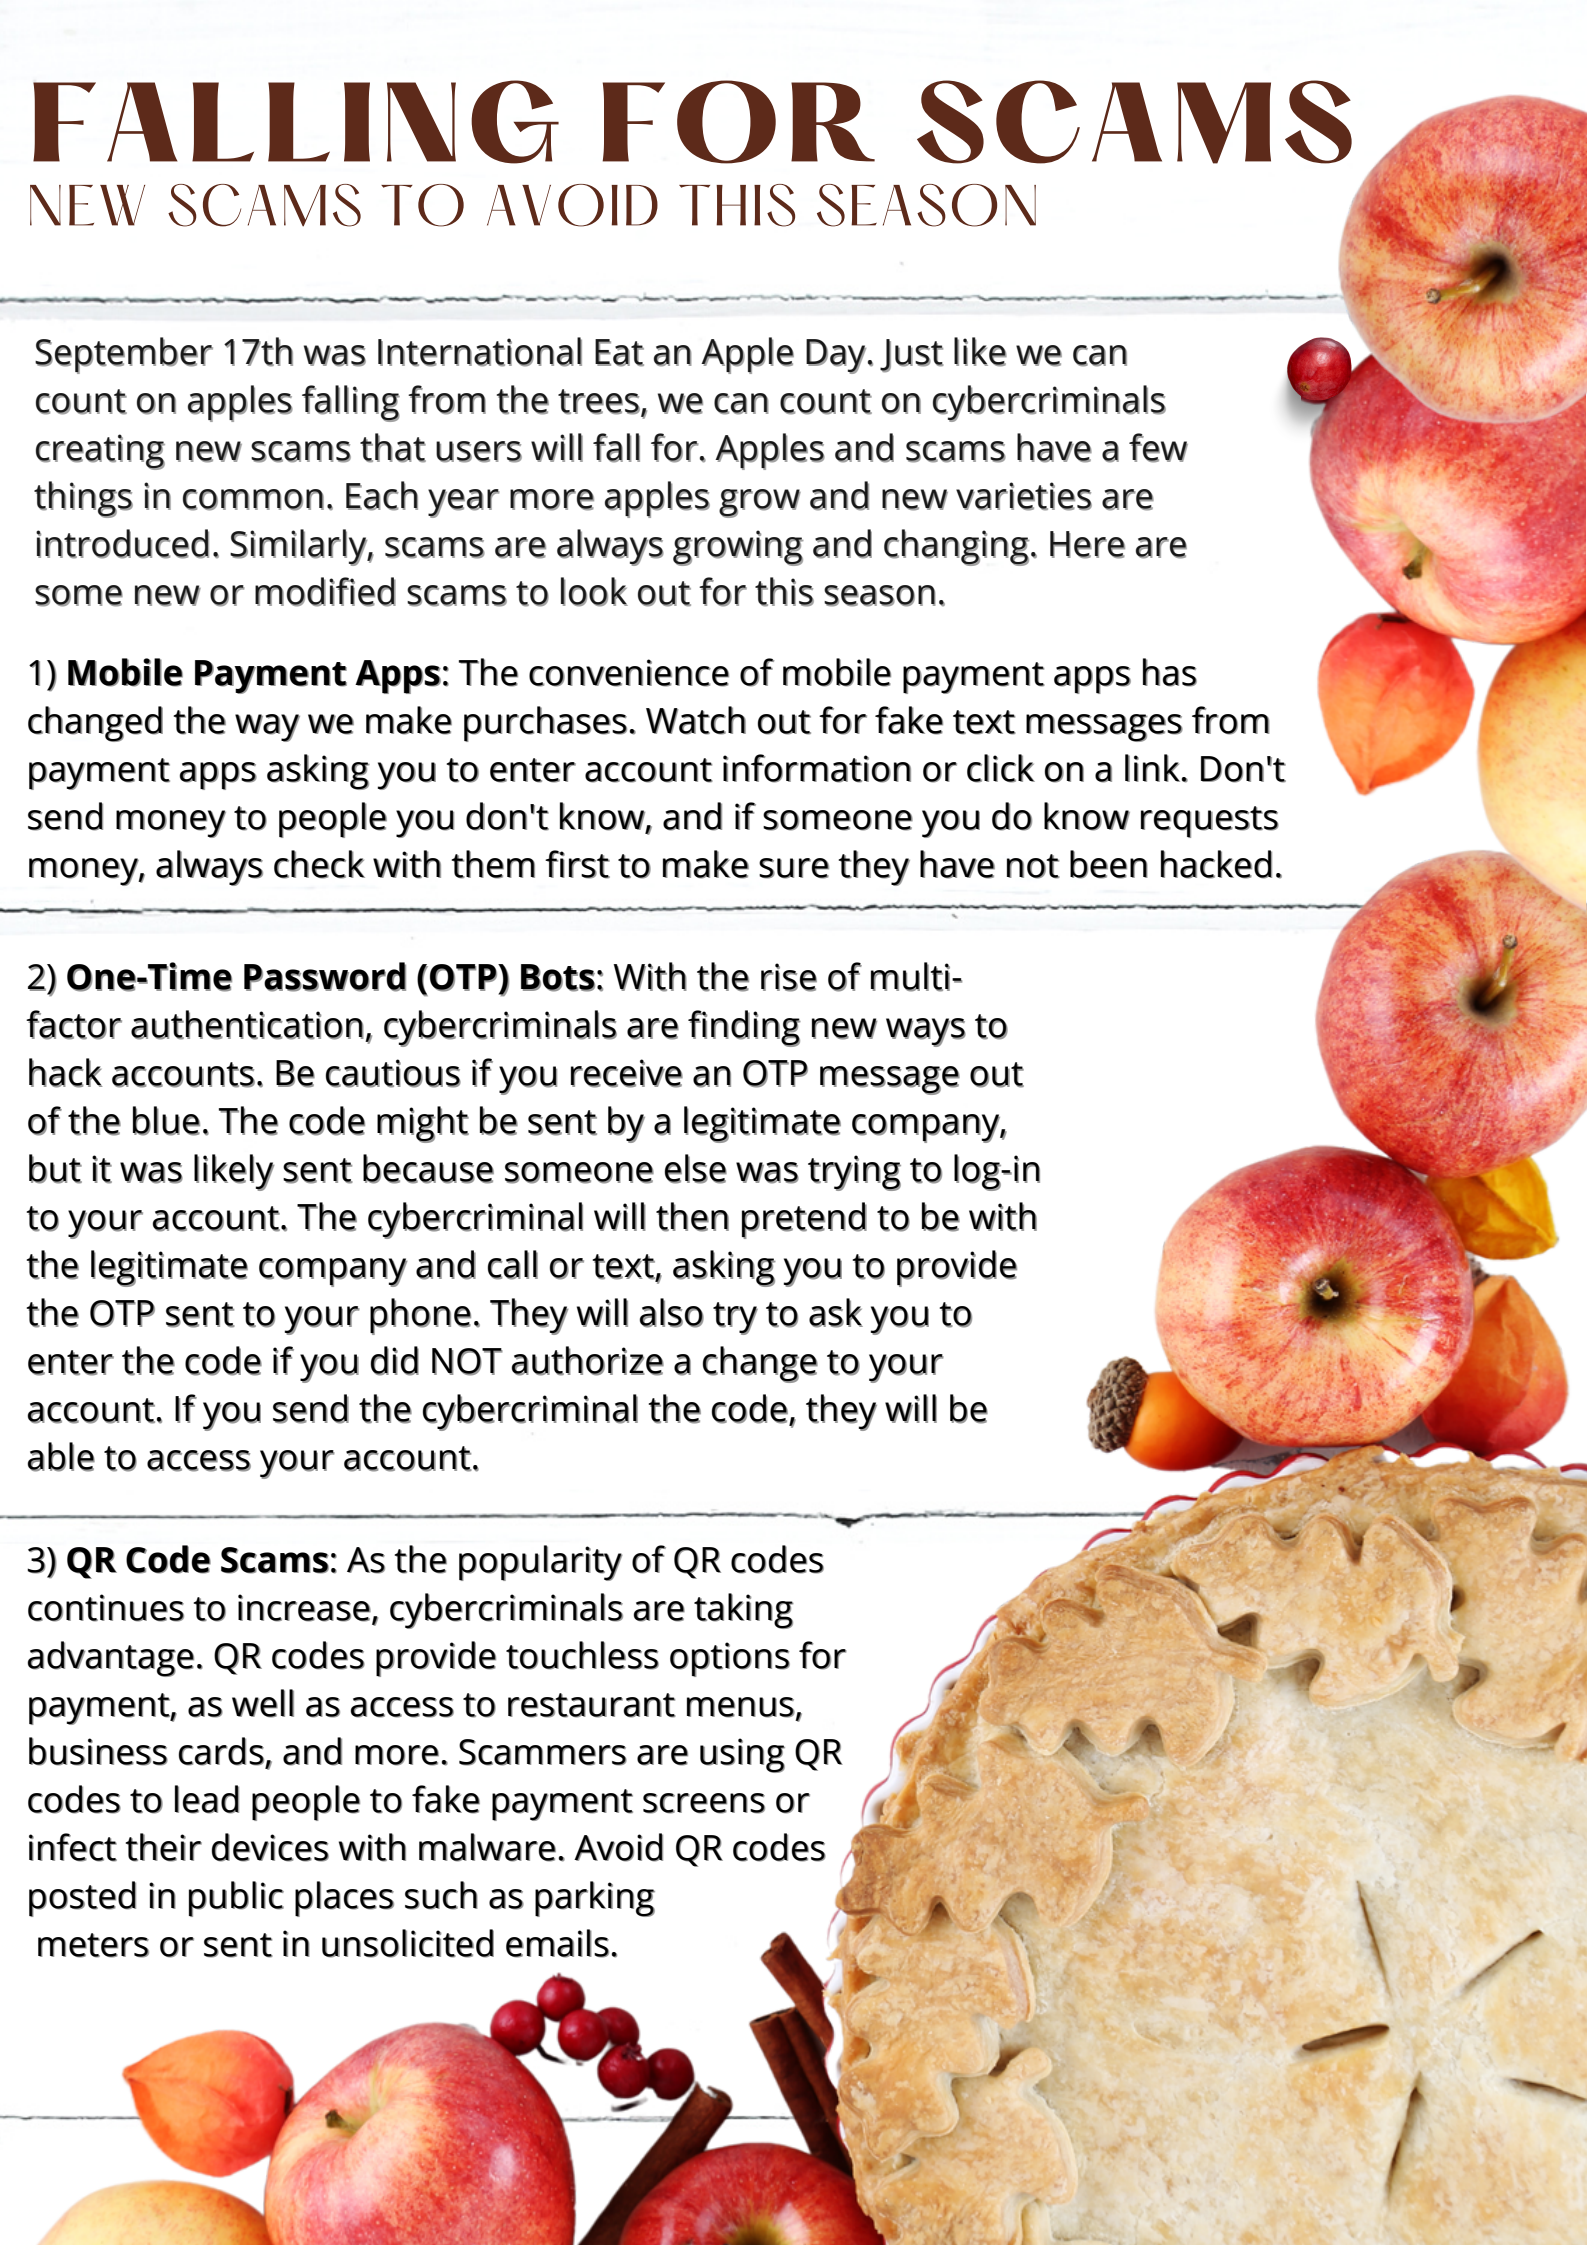 FALLING FOR SCAMS
NEW SCAMS TO AVOID THIS SEASON
September 17th was International Eat an Apple Day. Just like we can
count on apples falling from the trees, we can count on cybercriminals
creating new scams that users will fall for. Apples and scams have a few
things in common. Each year more apples grow and new varieties are
introduced. Similarly, scams are always growing and changing. Here are
some new or modified scams to look out for this season.
1) Mobile Payment Apps: The convenience of mobile payment apps has
changed the way we make purchases. Watch out for fake text messages from
payment apps asking you to enter account information or click on a link. Don't
send money to people you don't know, and if someone you do know requests
money, always check with them first to make sure they have not been hacked.
2) One-Time Password (OTP) Bots: With the rise of multi-
factor authentication, cybercriminals are finding new ways to
hack accounts. Be cautious if you receive an OTP message out
of the blue. The code might be sent by a legitimate company,
but it was likely sent because someone else was trying to log-in
to your account. The cybercriminal will then pretend to be with
the legitimate company and call or text, asking you to provide
the OTP sent to your phone. They will also try to ask you to
enter the code if you did NOT authorize a change to your
account. If you send the cybercriminal the code, they will be
able to access your account.
3) QR Code Scams: As the popularity of QR codes
continues to increase, cybercriminals are taking
advantage. QR codes provide touchless options for
payment, as well as access to restaurant menus,
business cards, and more. Scammers are using QR
codes to lead people to fake payment screens or
infect their devices with malware. Avoid QR codes
posted in public places such as parking
meters or sent in unsolicited emails.